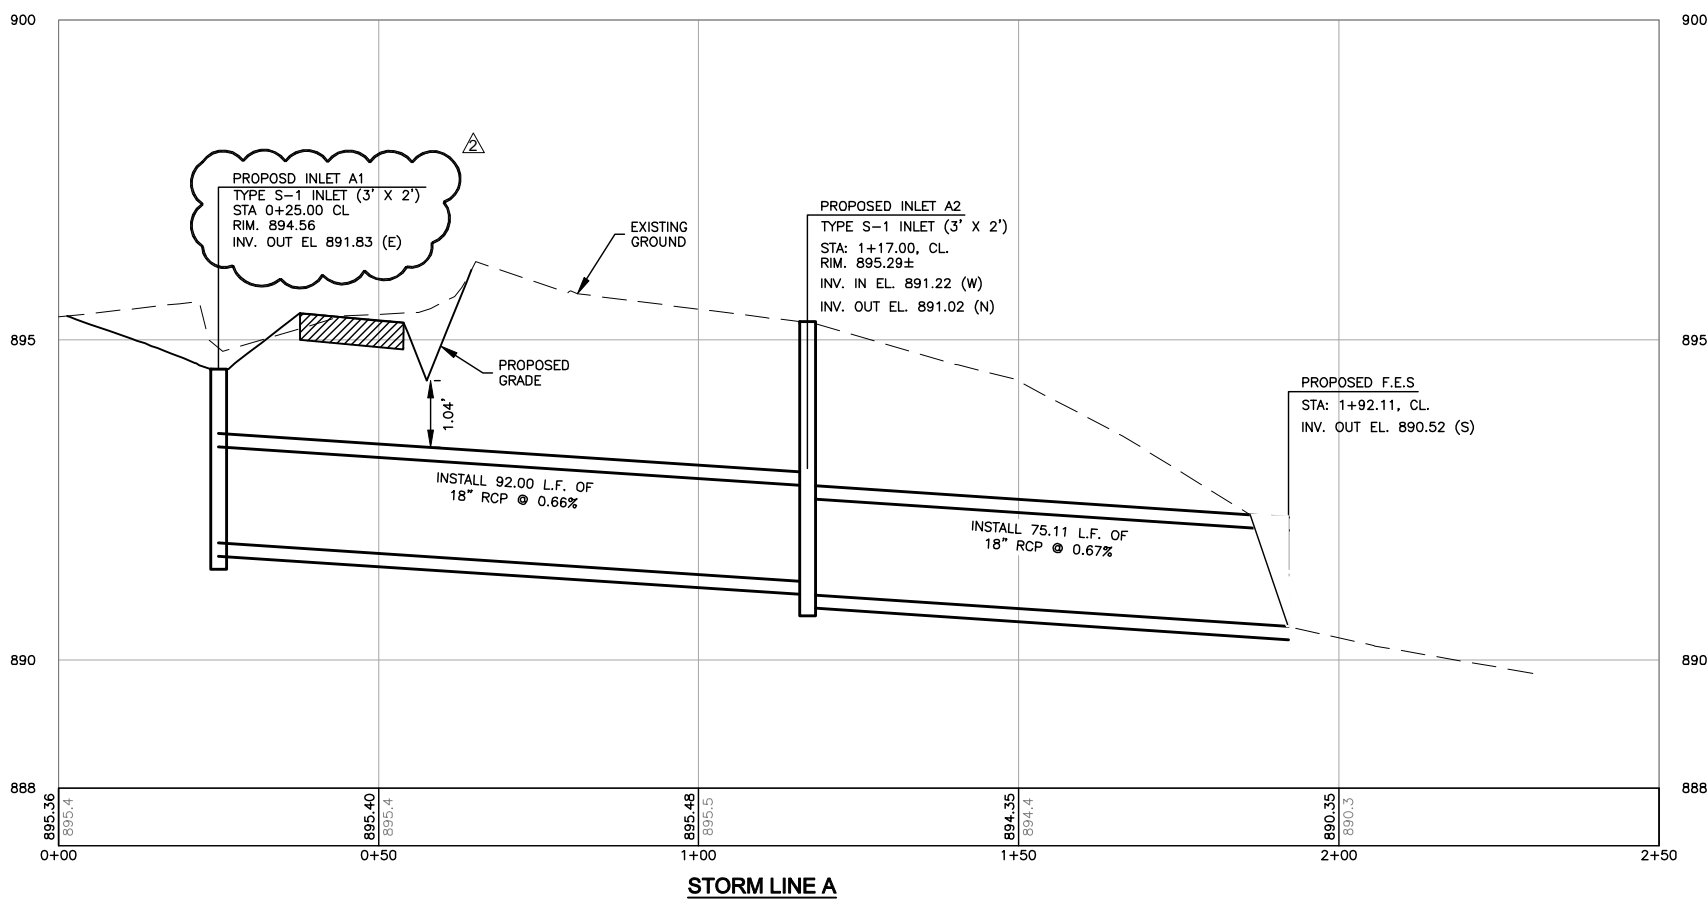 900
900
2
PROPOSD INLET A1
TYPE S-1 INLET (3' X 2')
STA 0+25.00 CL
RIM. 894.56
INV. OUT EL 891.83 (E)
EXISTING
GROUND
PROPOSED INLET A2
TYPE S-1 INLET (3' X 2')
STA: 1+17.00, CL.
RIM. 895.29±
INV. IN EL. 891.22 (W)
INV. OUT EL. 891.02 (N)
895
895
PROPOSED
GRADE
1.04'
PROPOSED F.E.S
STA: 1+92.11, CL.
INV. OUT EL. 890.52 (S)
INSTALL 92.00 L.F. OF
18" RCP @ 0.66%
INSTALL 75.11 L.F. OF
18" RCP @ 0.67%
890
890
888
888
895.36
895.4
895.40
895.4
895.48
895.5
894.35
894.4
890.35
890.3
0+00
0+50
1+00
1+50
2+00
2+50
STORM LINE A